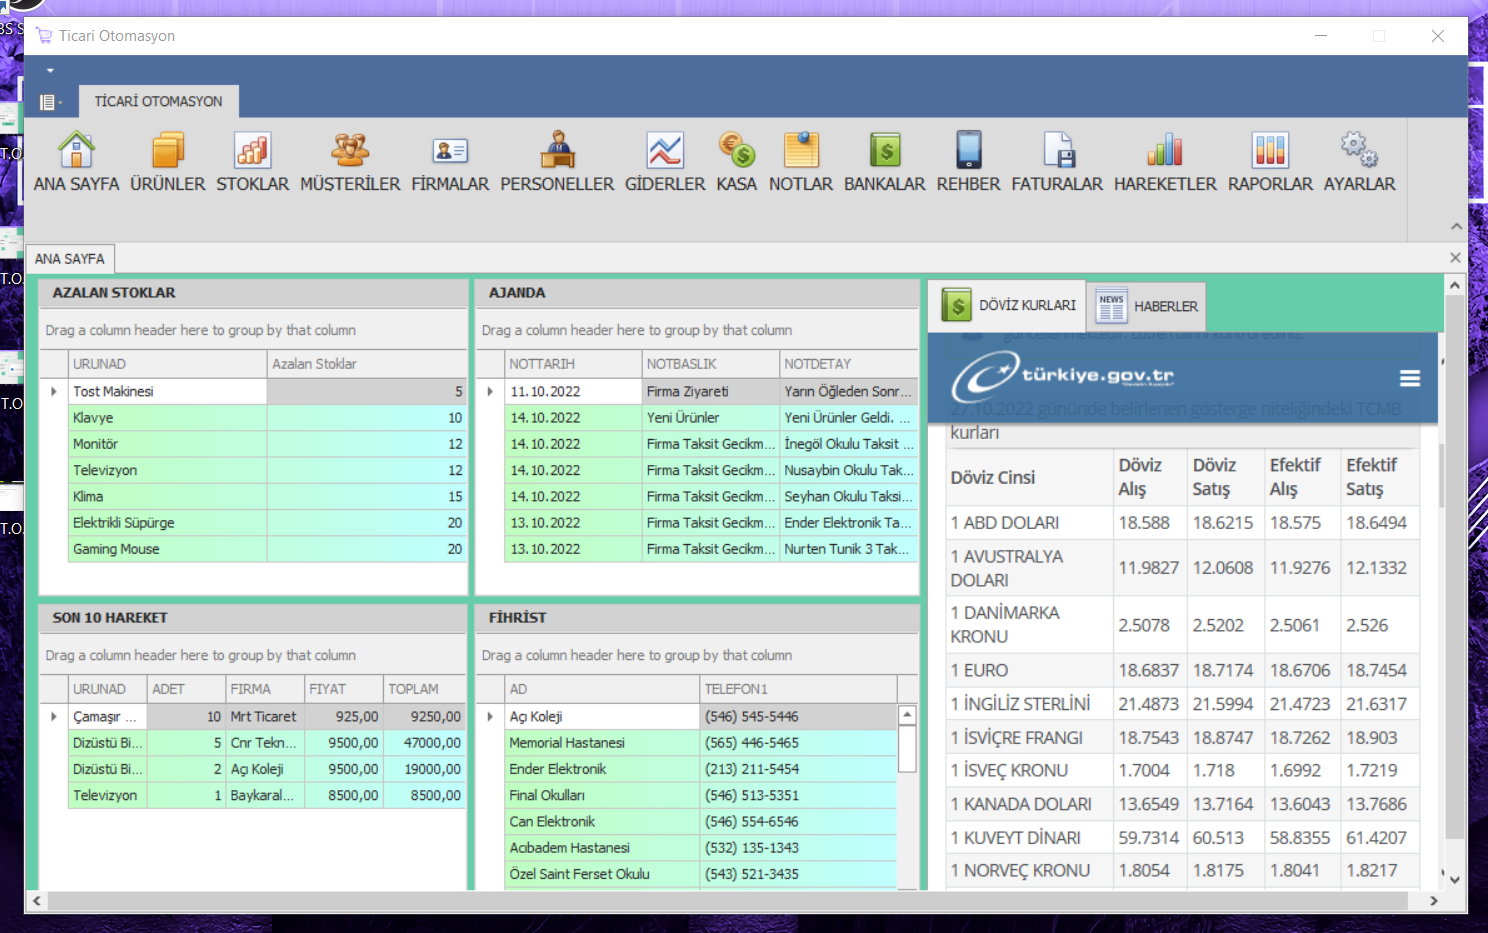 BS S
Ticari Otomasyon
TİCARİ OTOMASYON
ANA SAYFA ÜRÜNLER STOKLAR MÜŞTERİLER FİRMALAR PERSONELLER GİDERLER KASA NOTLAR BANKALAR REHBER FATURALAR HAREKETLER RAPORLAR AYARLAR
ANA SAYFA
T.O.
T.O.
T.O
T.O.
AZALAN STOKLAR
Drag a column header here to group by that column
URUNAD Azalan Stoklar
Tost Makinesi 5
Klavye 10
Monitör 12
Televizyon 12
Klima 15
Elektrikli Süpürge 20
Gaming Mouse 20
AJANDA
Drag a column header here to group by that column
NOTTARIH NOTBASLIK NOTDETAY
11.10.2022 Firma Ziyareti Yarın Öğleden Sonr...
14.10.2022 Yeni Ürünler Yeni Ürünler Geldi. ...
14.10.2022 Firma Taksit Gecikm... İnegöl Okulu Taksit ...
14.10.2022 Firma Taksit Gecikm... Nusaybin Okulu Tak...
14.10.2022 Firma Taksit Gecikm... Seyhan Okulu Taksi...
13.10.2022 Firma Taksit Gecikm... Ender Elektronik Ta...
13.10.2022 Firma Taksit Gecikm... Nurten Tunik 3 Tak...
SON 10 HAREKET
Drag a column header here to group by that column
URUNAD ADET FIRMA FIYAT TOPLAM
Çamaşır ... 10 Mrt Ticaret 925,00 9250,00
Dizüstü Bi... 5 Cnr Tekn... 9500,00 47000,00
Dizüstü Bi... 2 Açı Koleji 9500,00 19000,00
Televizyon 1 Baykaral... 8500,00 8500,00
FİHRİST
Drag a column header here to group by that column
AD TELEFON1
Açı Koleji (546) 545-5446
Memorial Hastanesi (565) 446-5465
Ender Elektronik (213) 211-5454
Final Okulları (546) 513-5351
Can Elektronik (546) 554-6546
Acıbadem Hastanesi (532) 135-1343
Özel Saint Ferset Okulu (543) 521-3435
DÖVİZ KURLARI
NEWS
HABERLER
güncellenmektedir. Lütfen tarihi kontrol ediniz.
türkiye.gov.tr
27.10.2022 gününde belirlenen gösterge niteliğindeki TCMB
kurları
Döviz Cinsi Döviz Alış Döviz Satış Efektif Alış Efektif Satış
1 ABD DOLARI 18.588 18.6215 18.575 18.6494
1 AVUSTRALYA DOLARI 11.9827 12.0608 11.9276 12.1332
1 DANİMARKA KRONU 2.5078 2.5202 2.5061 2.526
1 EURO 18.6837 18.7174 18.6706 18.7454
1 İNGİLİZ STERLİNİ 21.4873 21.5994 21.4723 21.6317
1 İSVİÇRE FRANGI 18.7543 18.8747 18.7262 18.903
1 İSVEÇ KRONU 1.7004 1.718 1.6992 1.7219
1 KANADA DOLARI 13.6549 13.7164 13.6043 13.7686
1 KUVEYT DİNARI 59.7314 60.513 58.8355 61.4207
1 NORVEÇ KRONU 1.8054 1.8175 1.8041 1.8217